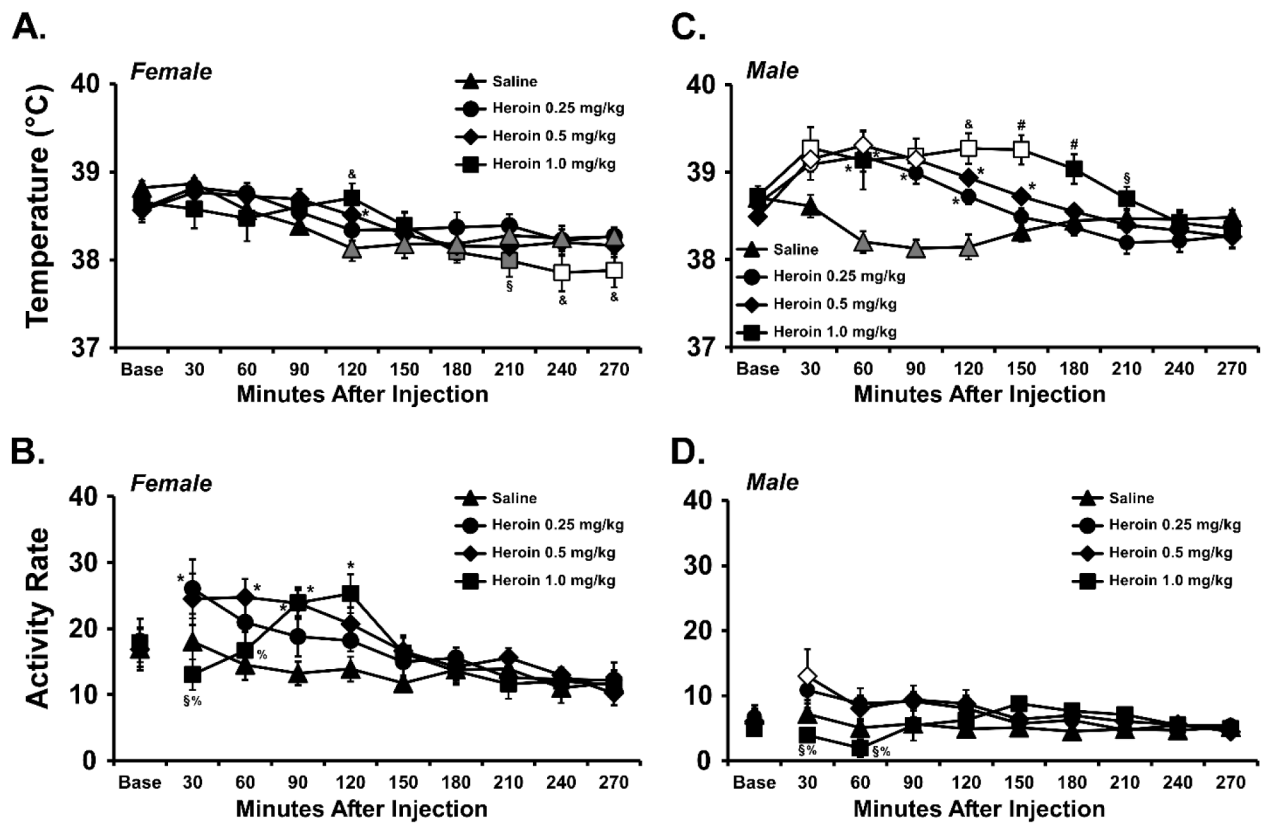 A.
Female
Saline
Heroin 0.25 mg/kg
Heroin 0.5 mg/kg
Heroin 1.0 mg/kg
Temperature (°C)
40
39
38
37
&
*
§
&
&
Base 30 60 90 120 150 180 210 240 270
Minutes After Injection
C.
Male
40
39
38
37
&
#
#
§
*
*
*
*
*
*
Saline
Heroin 0.25 mg/kg
Heroin 0.5 mg/kg
Heroin 1.0 mg/kg
Base 30 60 90 120 150 180 210 240 270
Minutes After Injection
B.
Female
Saline
Heroin 0.25 mg/kg
Heroin 0.5 mg/kg
Heroin 1.0 mg/kg
Activity Rate
40
30
20
10
0
*
*
*
*
*
%
§%
Base 30 60 90 120 150 180 210 240 270
Minutes After Injection
D.
Male
Saline
Heroin 0.25 mg/kg
Heroin 0.5 mg/kg
Heroin 1.0 mg/kg
40
30
20
10
0
§%
§%
Base 30 60 90 120 150 180 210 240 270
Minutes After Injection